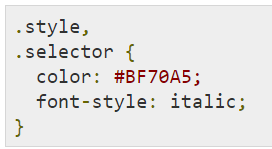 .style,
.selector {
  color: #BF70A5;
  font-style: italic;
}